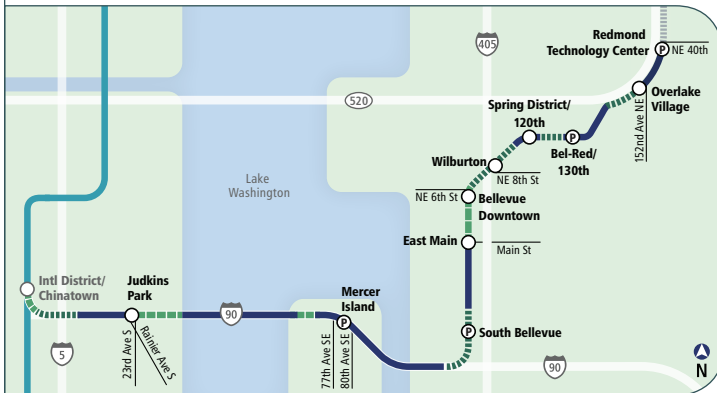 Redmond
Technology Center
P
NE 40th
405
520
Overlake
Village
152nd Ave NE
Spring District/
120th
P
Bel-Red/
130th
Wilburton
NE 8th St
NE 6th St
Bellevue
Downtown
Lake
Washington
East Main
Main St
Intl District/
Chinatown
Judkins
Park
90
Mercer
Island
P
P
South Bellevue
23rd Ave S
Rainier Ave S
5
77th Ave SE
80th Ave SE
90
N